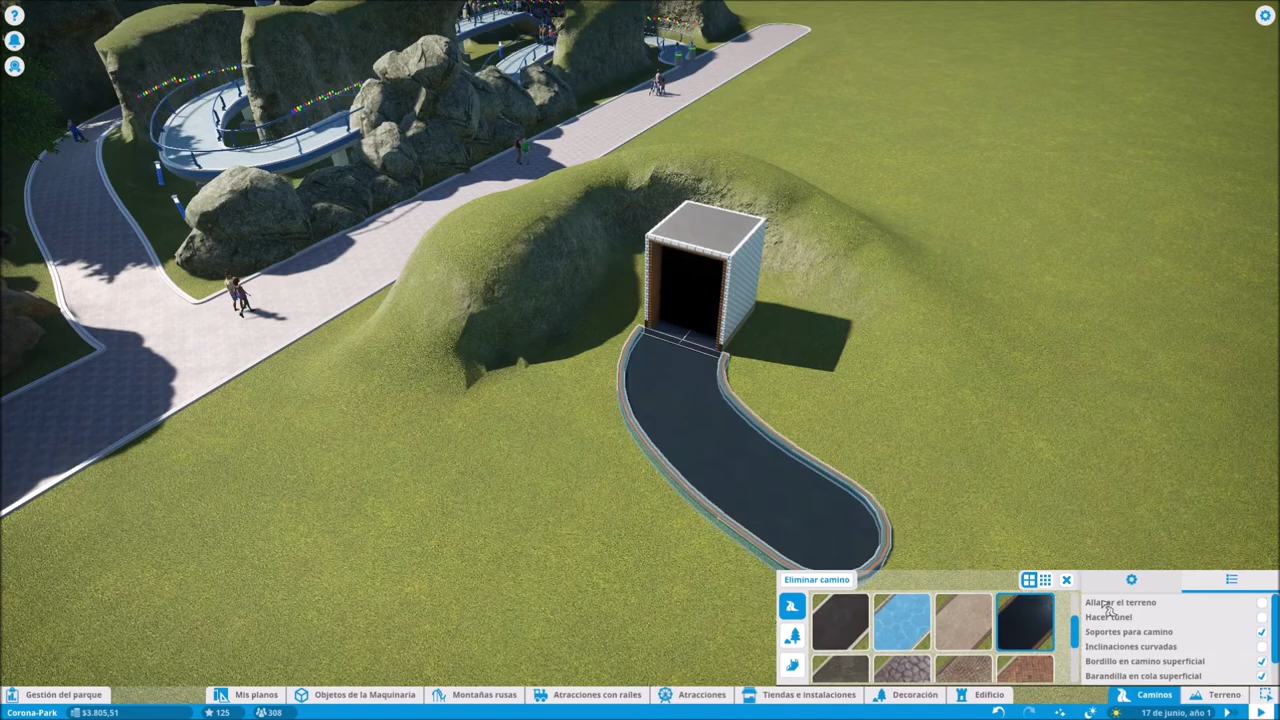 ?
Eliminar camino
Allanar el terreno
Hacer túnel
Soportes para camino
Inclinaciones curvadas
Bordillo en camino superficial
Barandilla en cola superficial
Gestión del parque
Mis planos
Objetos de la Maquinaria
Montañas rusas
Atracciones con raíles
Atracciones
Tiendas e instalaciones
Decoración
Edificio
Caminos
Terreno
Corona-Park
$3.805,51
125
308
17 de junio, año 1